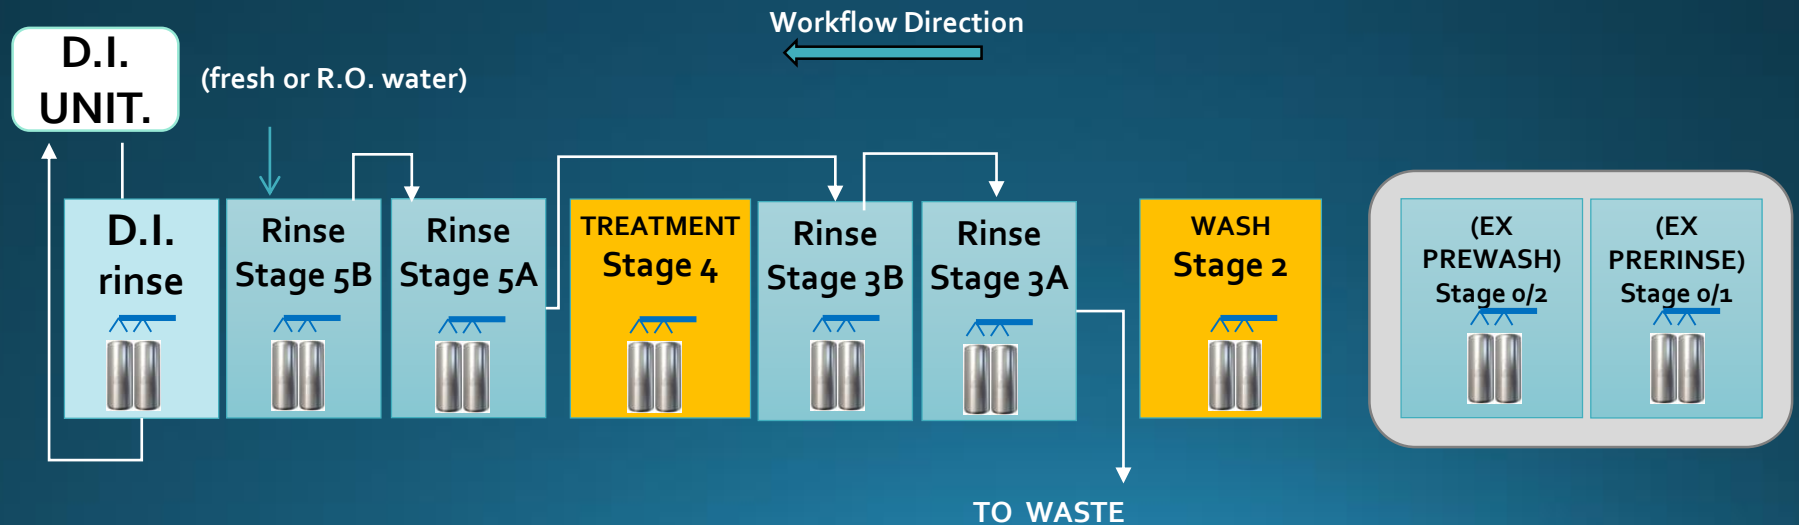 Workflow Direction
D.I.
UNIT.
(fresh or R.O. water)
D.I.
rinse
Rinse
Stage 5B
Rinse
Stage 5A
TREATMENT
Stage 4
Rinse
Stage 3B
Rinse
Stage 3A
WASH
Stage 2
(EX
PREWASH)
Stage 0/2
(EX
PRERINSE)
Stage 0/1
TO WASTE